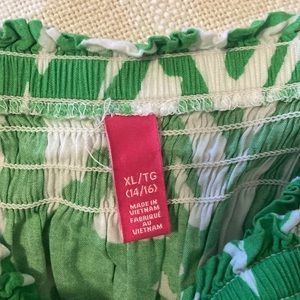 XL/TG
(14/16)
MADE IN
VIETNAM
FABRIQUÉ
AU
VIETNAM